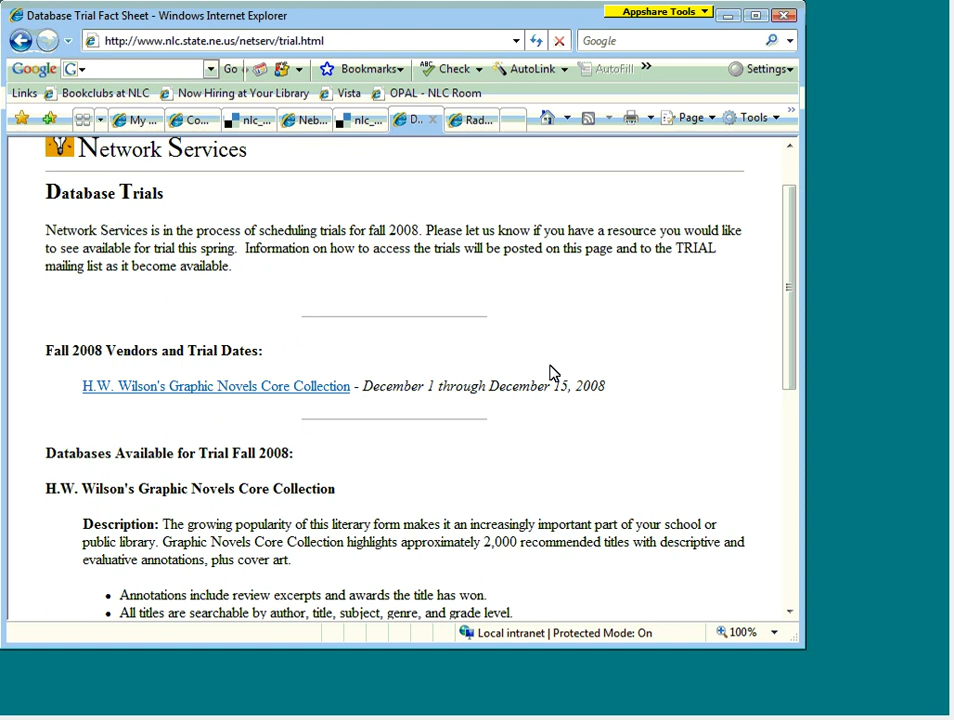 Database Trial Fact Sheet - Windows Internet Explorer
Appshare Tools
http://www.nlc.state.ne.us/netserv/trial.html
Google
Google G Go Bookmarks ABC Check AutoLink AutoFill » Settings
Links Bookclubs at NLC Now Hiring at Your Library Vista OPAL - NLC Room
My ... Co... nlc_... Neb... nlc_... D.. x Rad... Page Tools »
Network Services
Database Trials
Network Services is in the process of scheduling trials for fall 2008. Please let us know if you have a resource you would like
to see available for trial this spring. Information on how to access the trials will be posted on this page and to the TRIAL
mailing list as it become available.
Fall 2008 Vendors and Trial Dates:
H.W. Wilson's Graphic Novels Core Collection - December 1 through December 15, 2008
Databases Available for Trial Fall 2008:
H.W. Wilson's Graphic Novels Core Collection
Description: The growing popularity of this literary form makes it an increasingly important part of your school or
public library. Graphic Novels Core Collection highlights approximately 2,000 recommended titles with descriptive and
evaluative annotations, plus cover art.
• Annotations include review excerpts and awards the title has won.
• All titles are searchable by author, title, subject, genre, and grade level.
Local intranet | Protected Mode: On
100%